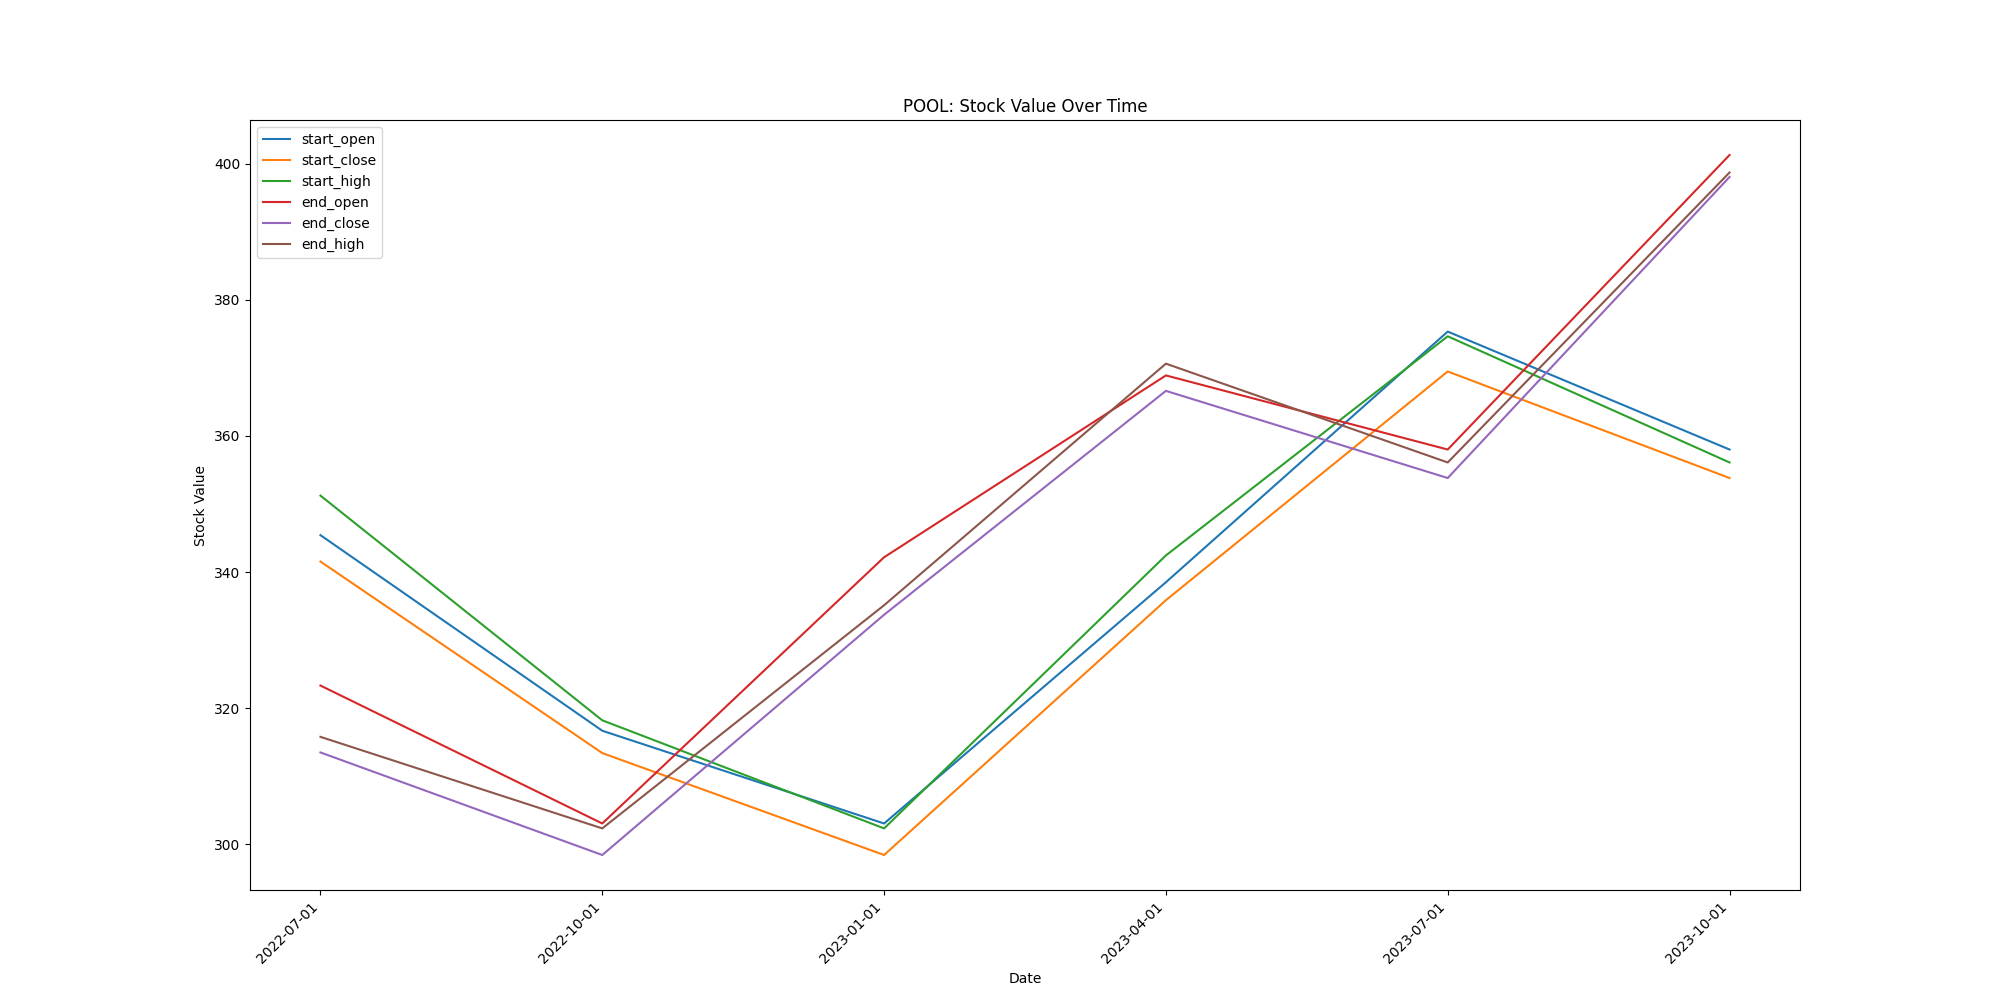 POOL: Stock Value Over Time
start_open
start_close
start_high
end_open
end_close
end_high
400
380
360
340
320
300
Stock Value
2022-07-01
2022-10-01
2023-01-01
2023-04-01
2023-07-01
2023-10-01
Date